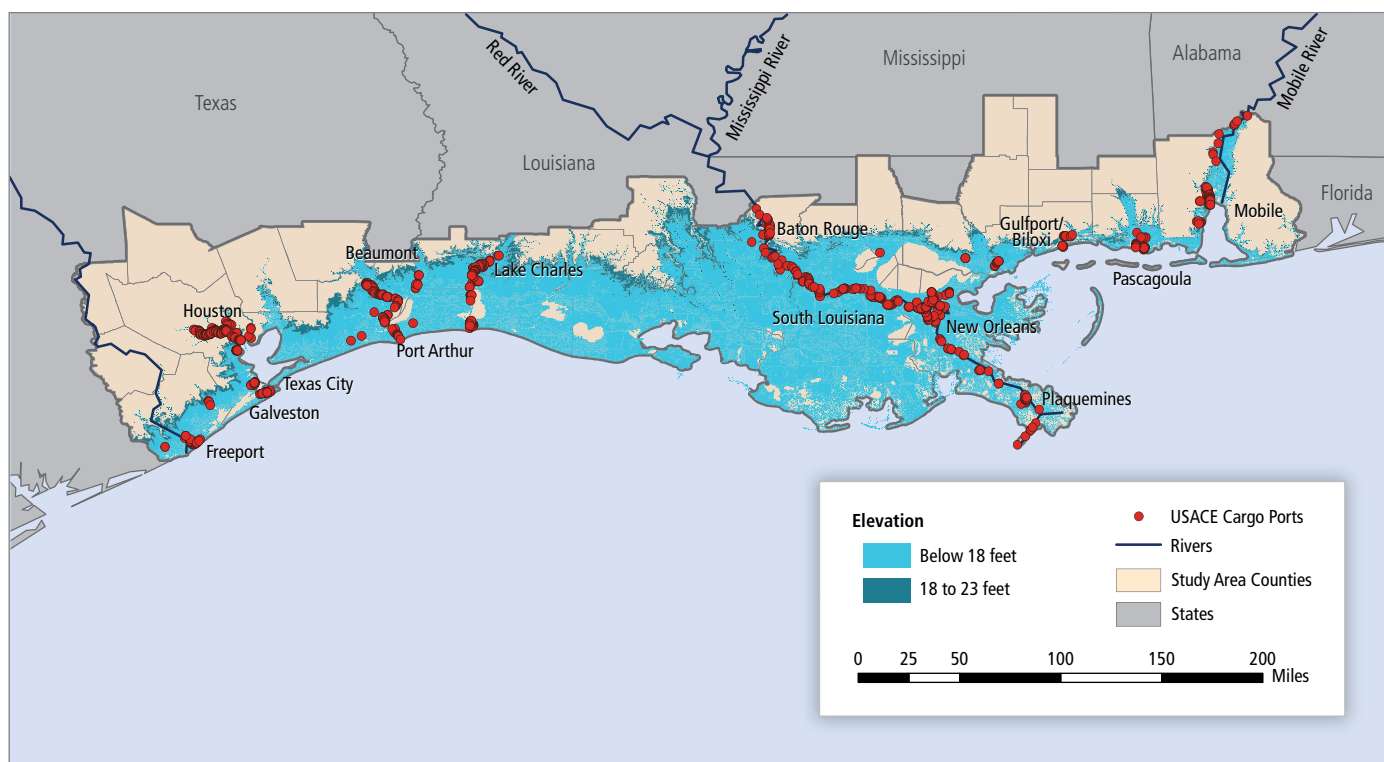 Texas
Louisiana
Mississippi
Alabama
Florida
Red River
Mississippi River
Mobile River
Houston
Beaumont
Lake Charles
Port Arthur
Texas City
Galveston
Freeport
Baton Rouge
South Louisiana
New Orleans
Plaquemines
Gulfport/
Biloxi
Pascagoula
Mobile
Elevation
Below 18 feet
18 to 23 feet
USACE Cargo Ports
Rivers
Study Area Counties
States
0 25 50 100 150 200
Miles